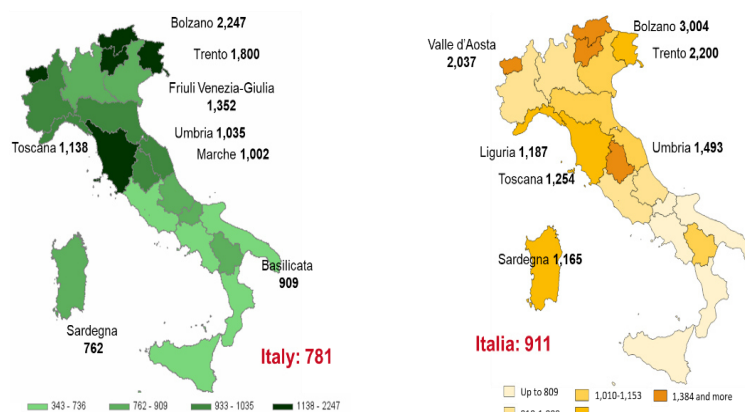 Bolzano 2,247
Trento 1,800
Friuli Venezia-Giulia
1,352
Umbria 1,035
Toscana 1,138
Marche 1,002
Basilicata
909
Sardegna
762
Italy: 781
343 - 736
762 - 909
933 - 1035
1138 - 2247
Bolzano 3,004
Valle d'Aosta
2,037
Trento 2,200
Liguria 1,187
Umbria 1,493
Toscana 1,254
Sardegna 1,165
Italia: 911
Up to 809
1,010-1,153
1,384 and more